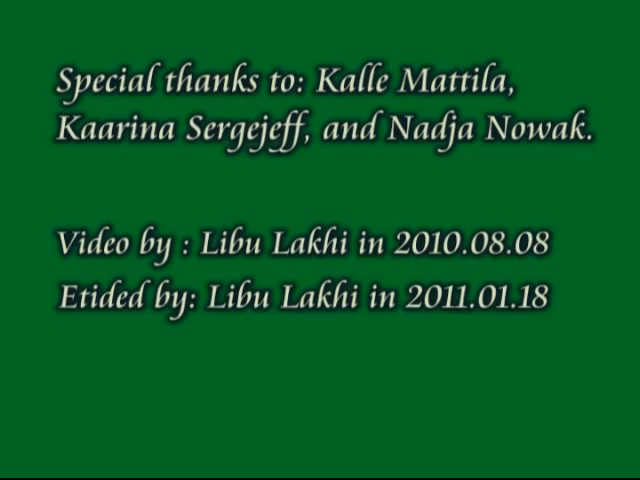 Special thanks to: Kalle Mattila,
Kaarina Sergejeff, and Nadja Nowak.
Video by : Libu Lakhi in 2010.08.08
Etided by: Libu Lakhi in 2011.01.18